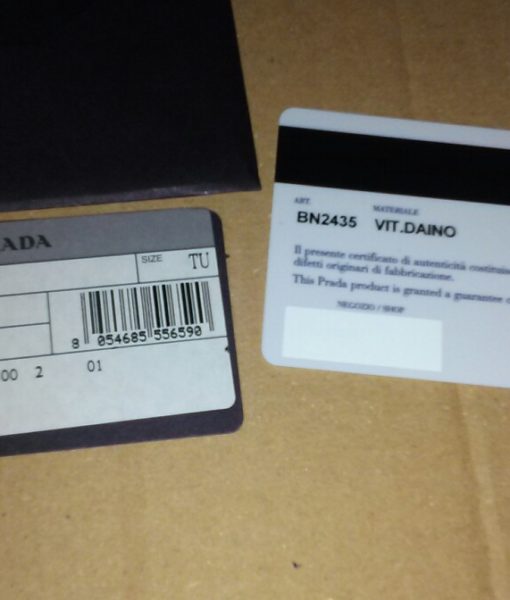 ADA
SIZE TU
8 054685 556590
00 2 01
ART. MATERIALE
BN2435 VIT.DAINO
Il presente certificato di autenticità costituis
difetti originari di fabbricazione.
This Prada product is granted a guarantee
NEGOZIO / SHOP